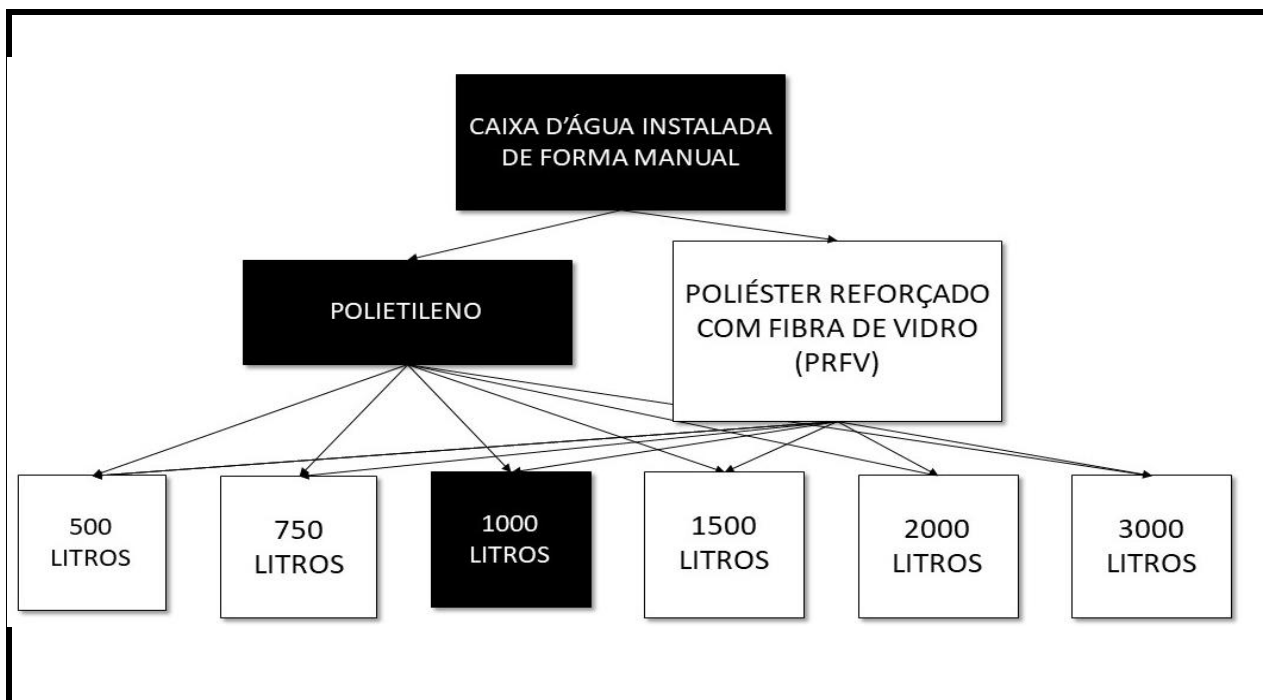 CAIXA D’ÁGUA INSTALADA
DE FORMA MANUAL
POLIETILENO
POLIÉSTER REFORÇADO
COM FIBRA DE VIDRO
(PRFV)
500
LITROS
750
LITROS
1000
LITROS
1500
LITROS
2000
LITROS
3000
LITROS